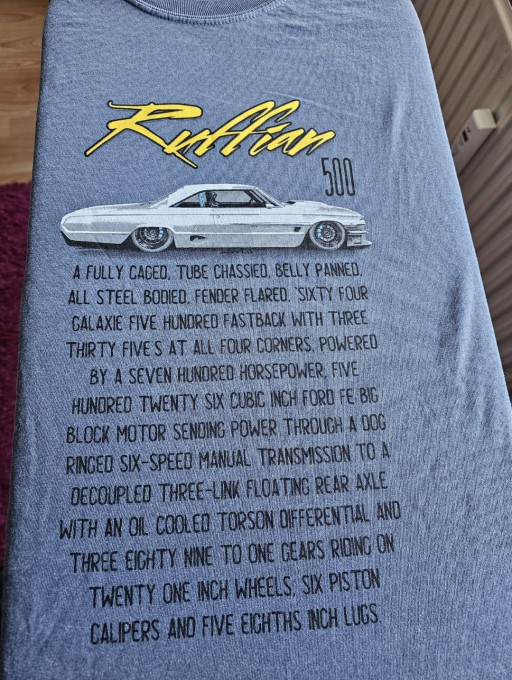 Ruffian
500
A FULLY CAGED, TUBE CHASSIED, BELLY PANNED,
ALL STEEL BODIED, FENDER FLARED, 'SIXTY FOUR
GALAXIE FIVE HUNDRED FASTBACK WITH THREE
THIRTY FIVE'S AT ALL FOUR CORNERS, POWERED
BY A SEVEN HUNDRED HORSEPOWER, FIVE
HUNDRED TWENTY SIX CUBIC INCH FORD FE BIG
BLOCK MOTOR SENDING POWER THROUGH A DOG
RINGED SIX-SPEED MANUAL TRANSMISSION TO A
DECOUPLED THREE-LINK FLOATING REAR AXLE
WITH AN OIL COOLED TORSON DIFFERENTIAL AND
THREE EIGHTY NINE TO ONE GEARS RIDING ON
TWENTY ONE INCH WHEELS, SIX PISTON
CALIPERS AND FIVE EIGHTHS INCH LUGS.